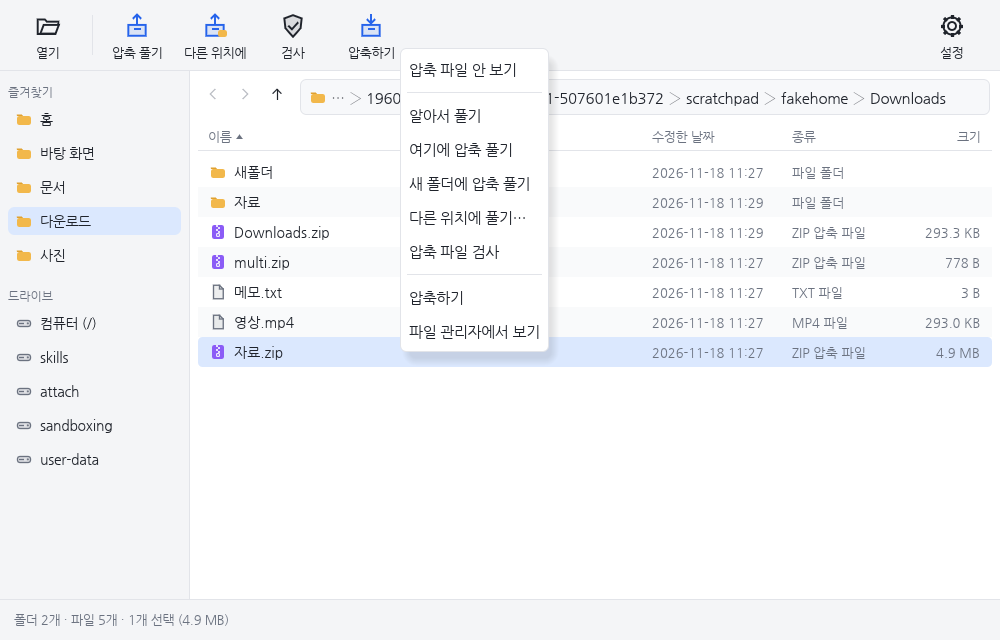 열기
압축 풀기
다른 위치에
검사
압축하기
설정
즐겨찾기
홈
바탕 화면
문서
다운로드
사진
드라이브
컴퓨터 (/)
skills
attach
sandboxing
user-data
··· > 1960
1-507601e1b372 > scratchpad > fakehome > Downloads
이름 수정한 날짜 종류 크기
새폴더 2026-11-18 11:27 파일 폴더
자료 2026-11-18 11:29 파일 폴더
Downloads.zip 2026-11-18 11:29 ZIP 압축 파일 293.3 KB
multi.zip 2026-11-18 11:27 ZIP 압축 파일 778 B
메모.txt 2026-11-18 11:27 TXT 파일 3 B
영상.mp4 2026-11-18 11:27 MP4 파일 293.0 KB
자료.zip 2026-11-18 11:27 ZIP 압축 파일 4.9 MB
압축 파일 안 보기
알아서 풀기
여기에 압축 풀기
새 폴더에 압축 풀기
다른 위치에 풀기···
압축 파일 검사
압축하기
파일 관리자에서 보기
폴더 2개 · 파일 5개 · 1개 선택 (4.9 MB)